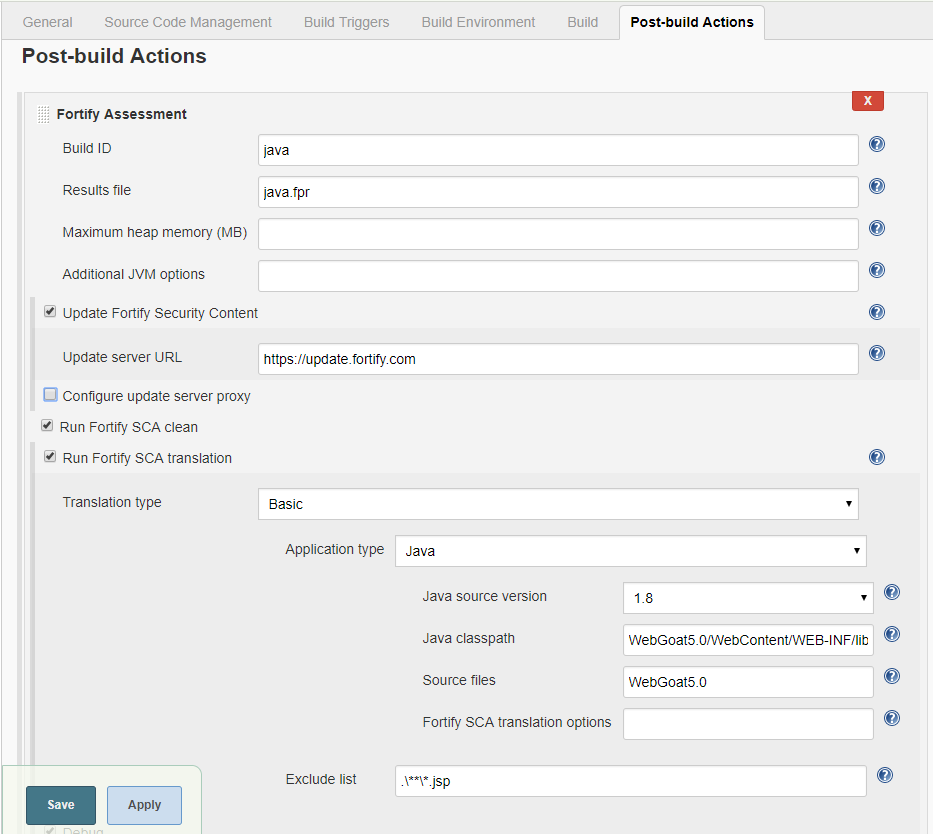 General Source Code Management Build Triggers Build Environment Build Post-build Actions
Post-build Actions
X
Fortify Assessment
Build ID java ?
Results file java.fpr ?
Maximum heap memory (MB) ?
Additional JVM options ?
Update Fortify Security Content ?
Update server URL https://update.fortify.com ?
Configure update server proxy
Run Fortify SCA clean
Run Fortify SCA translation ?
Translation type Basic
Application type Java
Java source version 1.8 ?
Java classpath WebGoat5.0/WebContent/WEB-INF/lib ?
Source files WebGoat5.0 ?
Fortify SCA translation options ?
Exclude list .\**\*.jsp ?
Save Apply
Debug